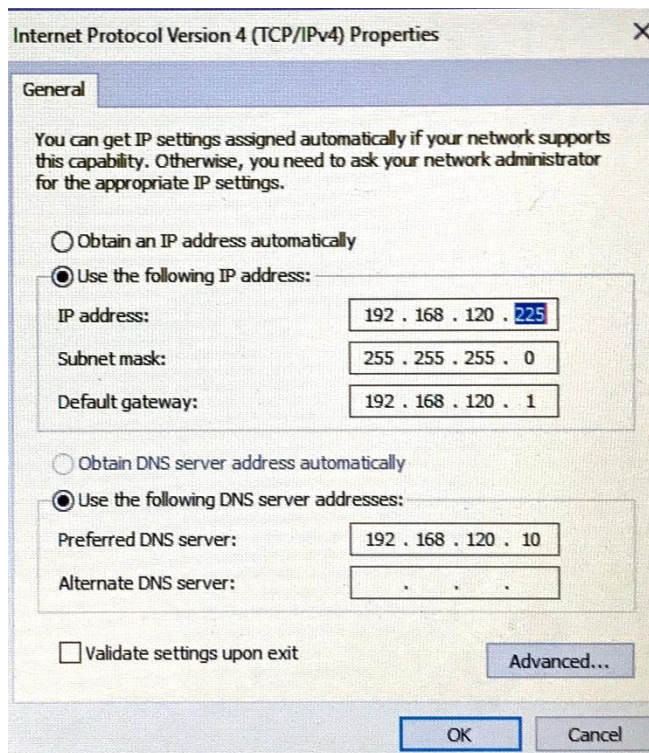 Internet Protocol Version 4 (TCP/IPv4) Properties
General
You can get IP settings assigned automatically if your network supports
this capability. Otherwise, you need to ask your network administrator
for the appropriate IP settings.
Obtain an IP address automatically
Use the following IP address:
IP address: 192 . 168 . 120 . 225
Subnet mask: 255 . 255 . 255 . 0
Default gateway: 192 . 168 . 120 . 1
Obtain DNS server address automatically
Use the following DNS server addresses:
Preferred DNS server: 192 . 168 . 120 . 10
Alternate DNS server: . . .
Validate settings upon exit
Advanced...
OK Cancel